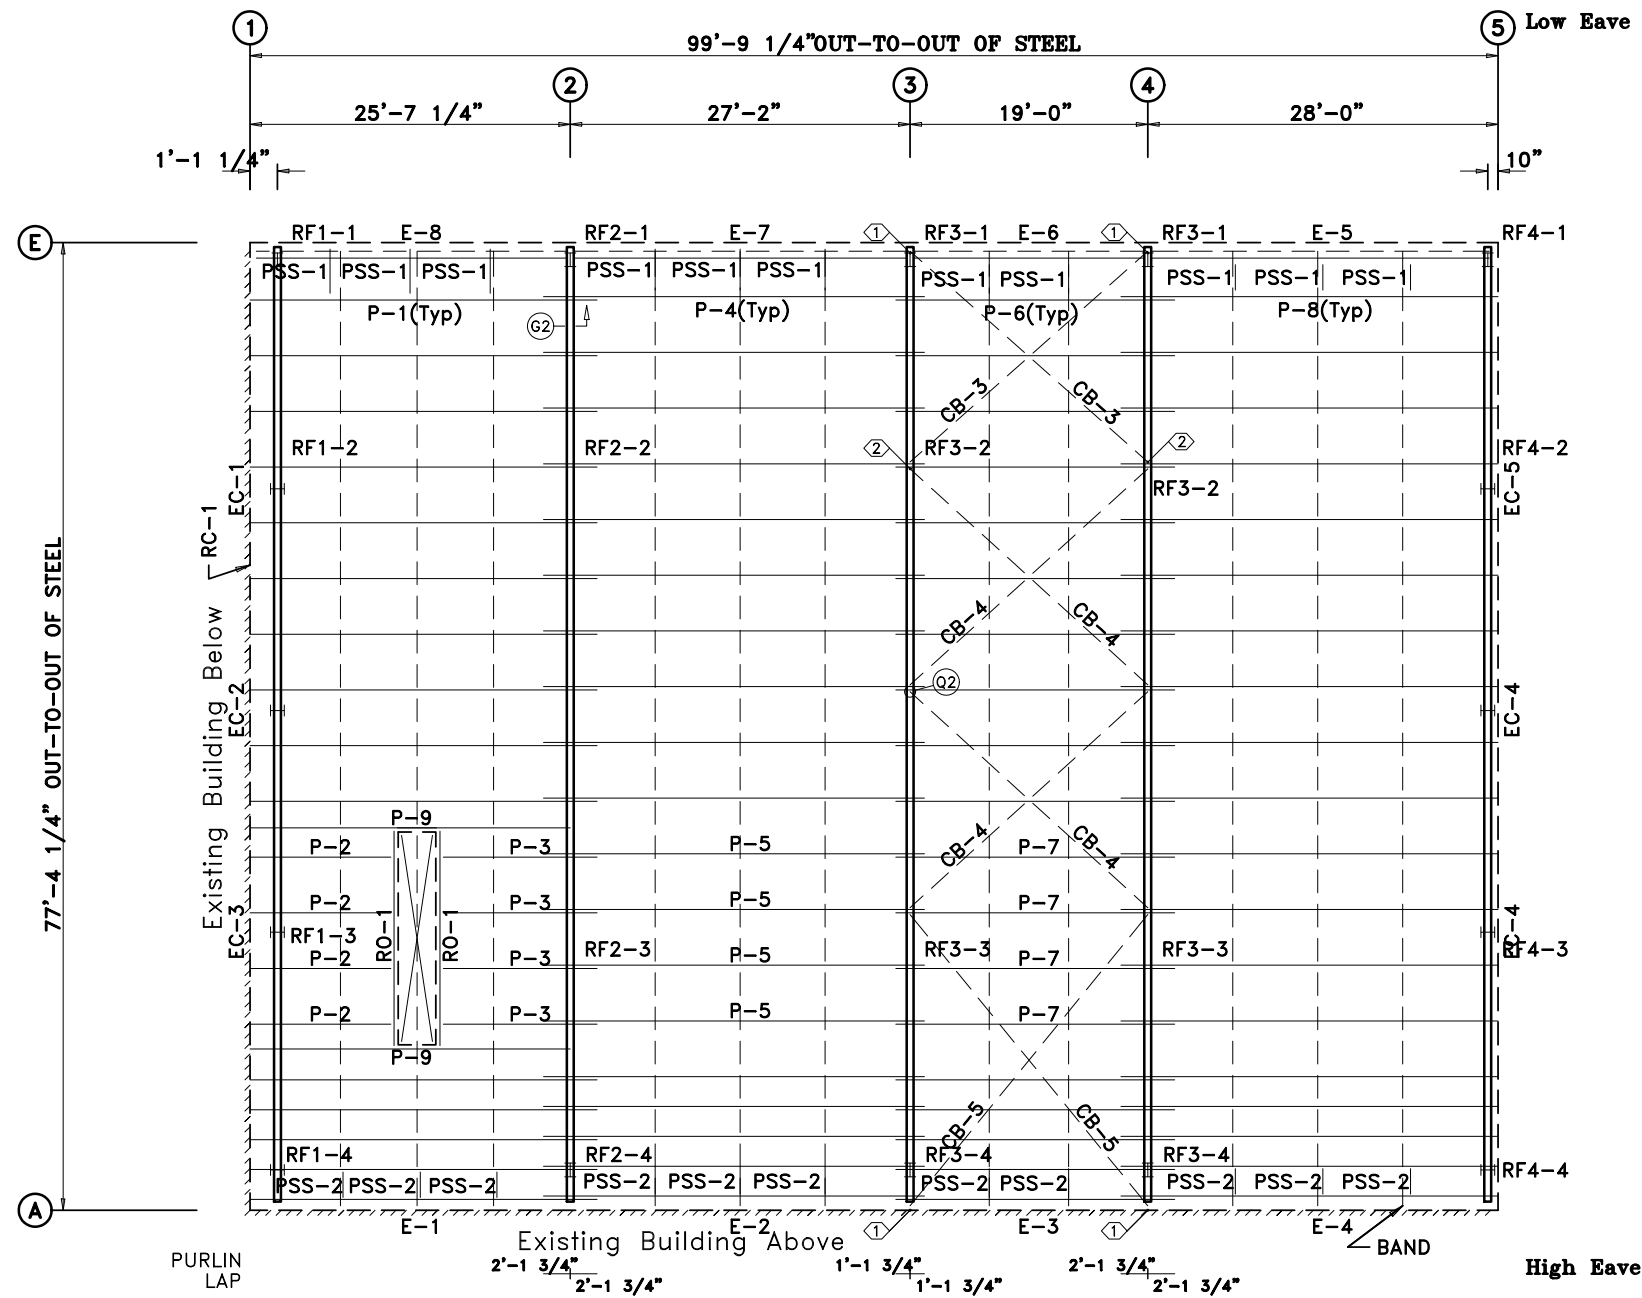 1
5
Low Eave
99'-9 1/4"OUT-TO-OUT OF STEEL
2
3
4
25'-7 1/4"
27'-2"
19'-0"
28'-0"
1'-1 1/4"
10"
E
RF1-1
E-8
RF2-1
E-7
1
RF3-1
E-6
1
RF3-1
E-5
RF4-1
PSS-1
PSS-1
PSS-1
PSS-1
PSS-1
PSS-1
PSS-1
PSS-1
PSS-1
PSS-1
PSS-1
P-1(Typ)
P-4(Typ)
P-6(Typ)
P-8(Typ)
G2
CB-3
CB-3
RF1-2
RF2-2
2
RF3-2
2
RF4-2
EC-1
RF3-2
EC-5
RC-1
77'-4 1/4" OUT-TO-OUT OF STEEL
Existing Building Below
CB-4
CB-4
EC-2
Q2
EC-4
P-9
P-2
P-3
P-5
CB-4
P-7
CB-4
P-2
P-3
P-5
P-7
EC-3
RF1-3
RO-1
RO-1
RF2-3
RF3-3
RF3-3
EC-4
RF4-3
P-2
P-3
P-5
P-7
P-2
P-3
P-5
P-7
P-9
CB-5
CB-5
RF1-4
RF2-4
RF3-4
RF3-4
RF4-4
PSS-2
PSS-2
PSS-2
PSS-2
PSS-2
PSS-2
PSS-2
PSS-2
PSS-2
PSS-2
PSS-2
A
E-1
E-2
1
E-3
1
E-4
Existing Building Above
BAND
PURLIN
LAP
2'-1 3/4"
2'-1 3/4"
1'-1 3/4"
1'-1 3/4"
2'-1 3/4"
2'-1 3/4"
High Eave